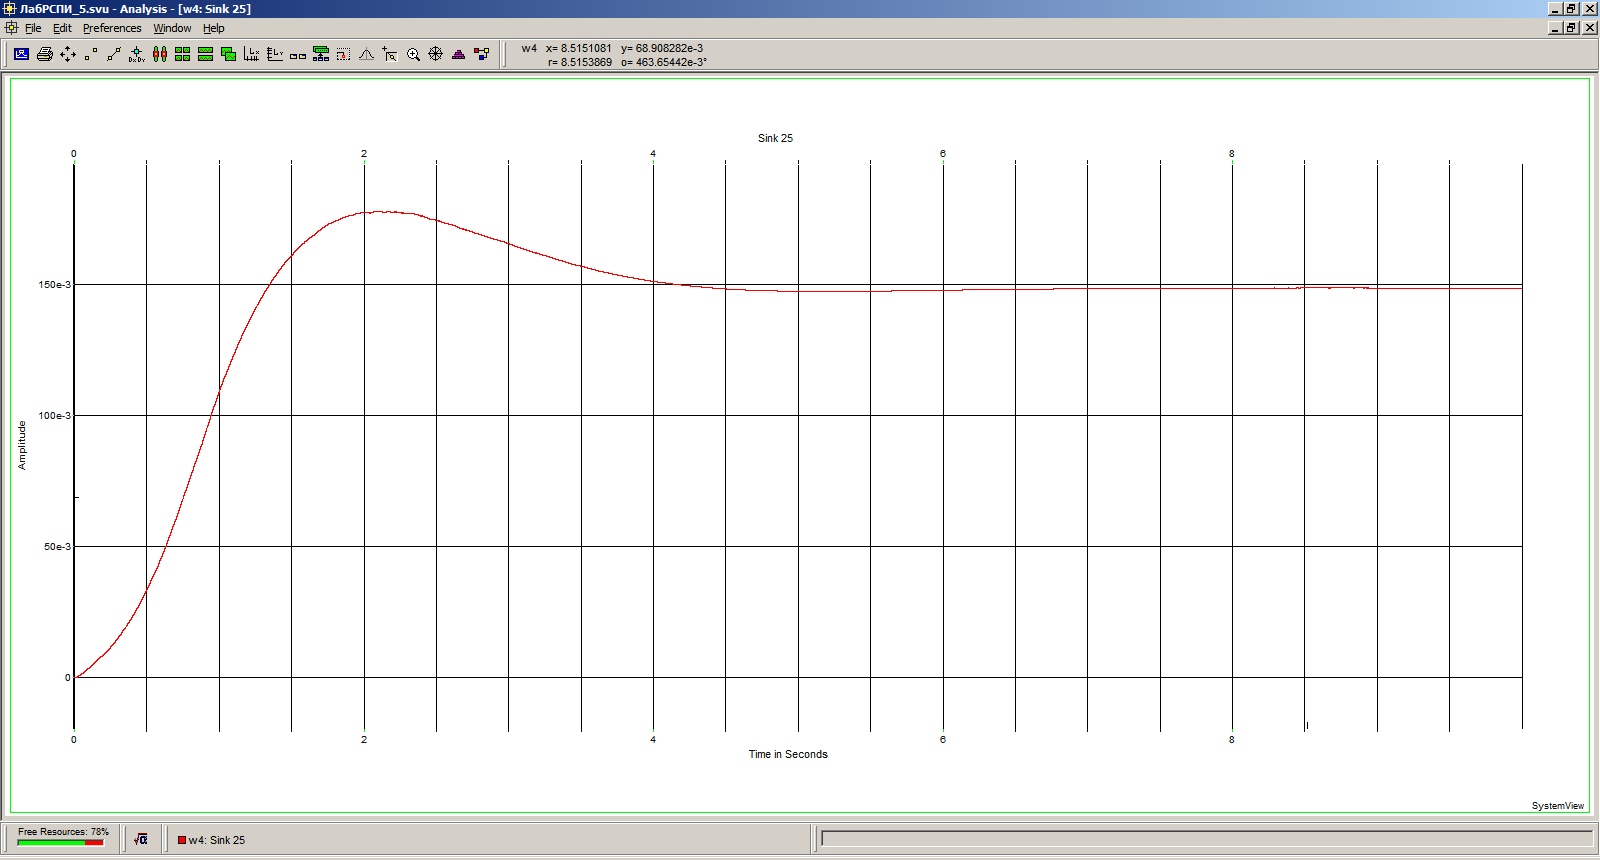 ЛабРСПИ_5.svu - Analysis - [w4: Sink 25]
File Edit Preferences Window Help
w4 x= 8.5151081 y= 68.908282e-3
r= 8.5153869 o= 463.65442e-3°
Sink 25
0 2 4 6 8
150e-3
100e-3
Amplitude
50e-3
0
0 2 4 6 8
Time in Seconds
SystemView
Free Resources: 78%
w4: Sink 25